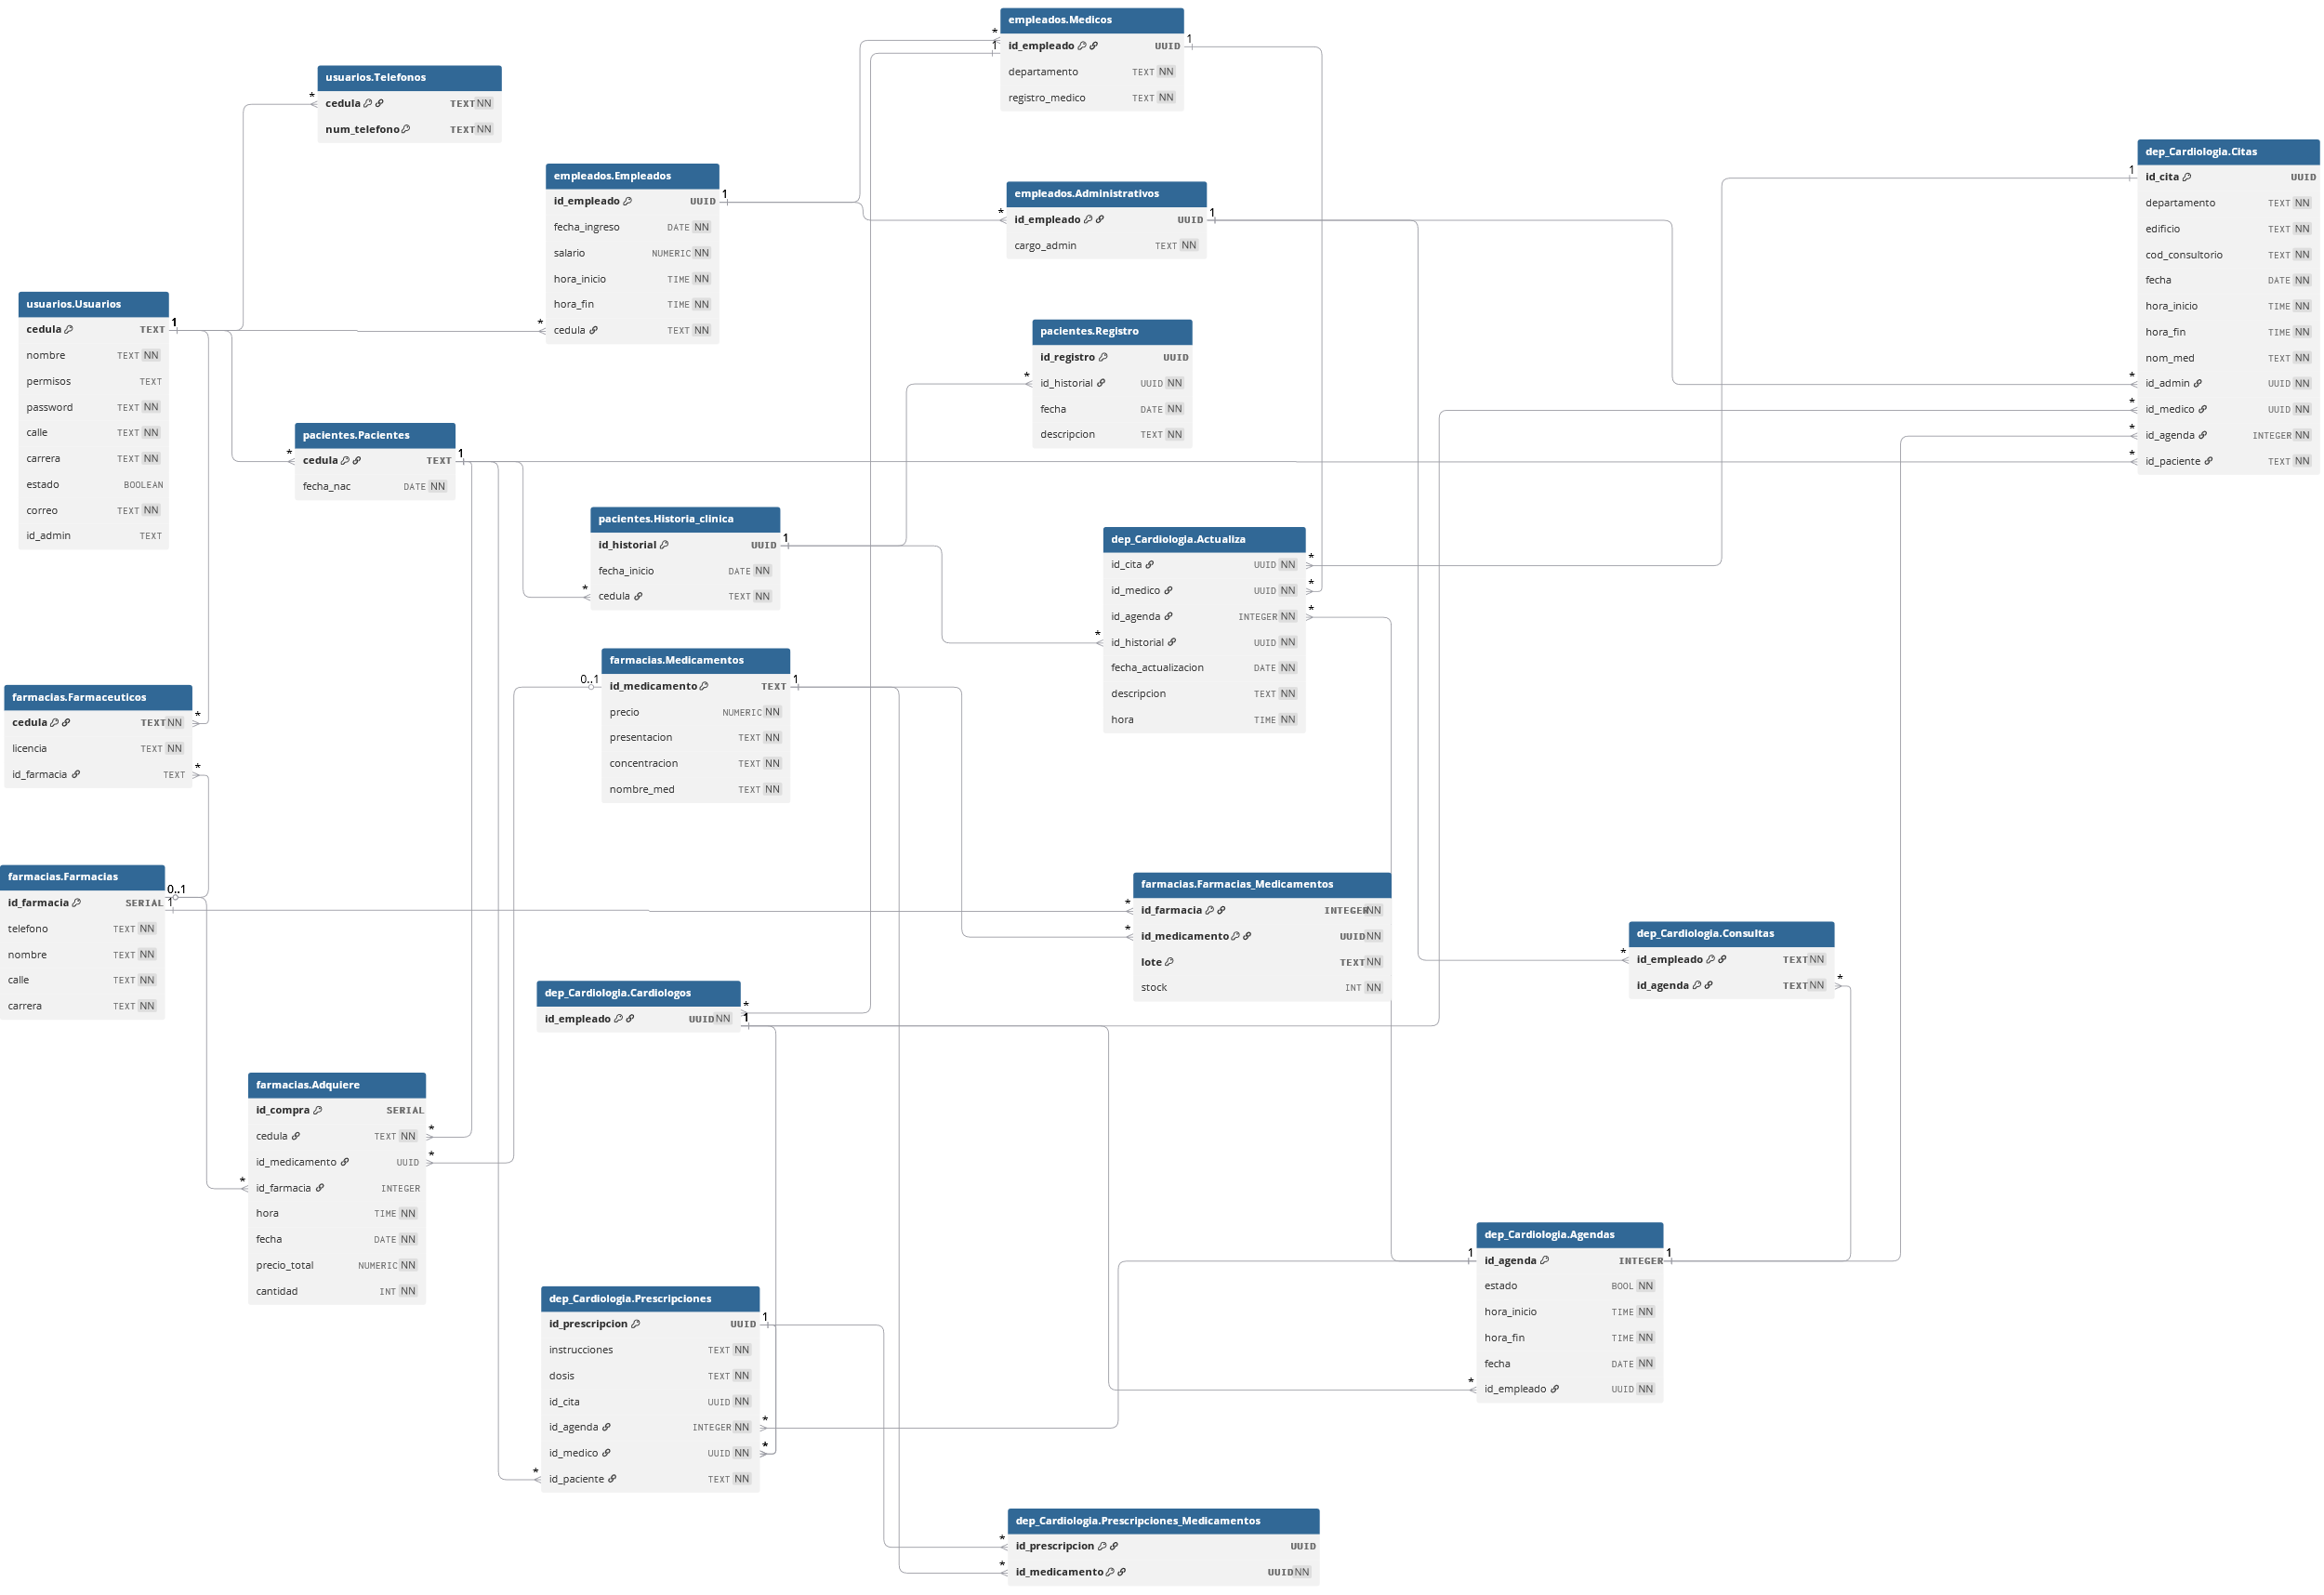 empleados.Medicos
id_empleado UUID
departamento TEXT NN
registro_medico TEXT NN
usuarios.Telefonos
cedula TEXT NN
num_telefono TEXT NN
empleados.Empleados
id_empleado UUID
fecha_ingreso DATE NN
salario NUMERIC NN
hora_inicio TIME NN
hora_fin TIME NN
cedula TEXT NN
empleados.Administrativos
id_empleado UUID
cargo_admin TEXT NN
dep_Cardiologia.Citas
id_cita UUID
departamento TEXT NN
edificio TEXT NN
cod_consultorio TEXT NN
fecha DATE NN
hora_inicio TIME NN
hora_fin TIME NN
nom_med TEXT NN
id_admin UUID NN
id_medico UUID NN
id_agenda INTEGER NN
id_paciente TEXT NN
usuarios.Usuarios
cedula TEXT
nombre TEXT NN
permisos TEXT
password TEXT NN
calle TEXT NN
carrera TEXT NN
estado BOOLEAN
correo TEXT NN
id_admin TEXT
pacientes.Registro
id_registro UUID
id_historial UUID NN
fecha DATE NN
descripcion TEXT NN
pacientes.Pacientes
cedula TEXT
fecha_nac DATE NN
pacientes.Historia_clinica
id_historial UUID
fecha_inicio DATE NN
cedula TEXT NN
dep_Cardiologia.Actualiza
id_cita UUID NN
id_medico UUID NN
id_agenda INTEGER NN
id_historial UUID NN
fecha_actualizacion DATE NN
descripcion TEXT NN
hora TIME NN
farmacias.Medicamentos
id_medicamento TEXT
precio NUMERIC NN
presentacion TEXT NN
concentracion TEXT NN
nombre_med TEXT NN
farmacias.Farmaceuticos
cedula TEXT NN
licencia TEXT NN
id_farmacia TEXT
farmacias.Farmacias
id_farmacia SERIAL
telefono TEXT NN
nombre TEXT NN
calle TEXT NN
carrera TEXT NN
farmacias.Farmacias_Medicamentos
id_farmacia INTEGER NN
id_medicamento UUID NN
lote TEXT NN
stock INT NN
dep_Cardiologia.Consultas
id_empleado TEXT NN
id_agenda TEXT NN
dep_Cardiologia.Cardiologos
id_empleado UUID NN
farmacias.Adquiere
id_compra SERIAL
cedula TEXT NN
id_medicamento UUID
id_farmacia INTEGER
hora TIME NN
fecha DATE NN
precio_total NUMERIC NN
cantidad INT NN
dep_Cardiologia.Agendas
id_agenda INTEGER
estado BOOL NN
hora_inicio TIME NN
hora_fin TIME NN
fecha DATE NN
id_empleado UUID NN
dep_Cardiologia.Prescripciones
id_prescripcion UUID
instrucciones TEXT NN
dosis TEXT NN
id_cita UUID NN
id_agenda INTEGER NN
id_medico UUID NN
id_paciente TEXT NN
dep_Cardiologia.Prescripciones_Medicamentos
id_prescripcion UUID
id_medicamento UUID NN